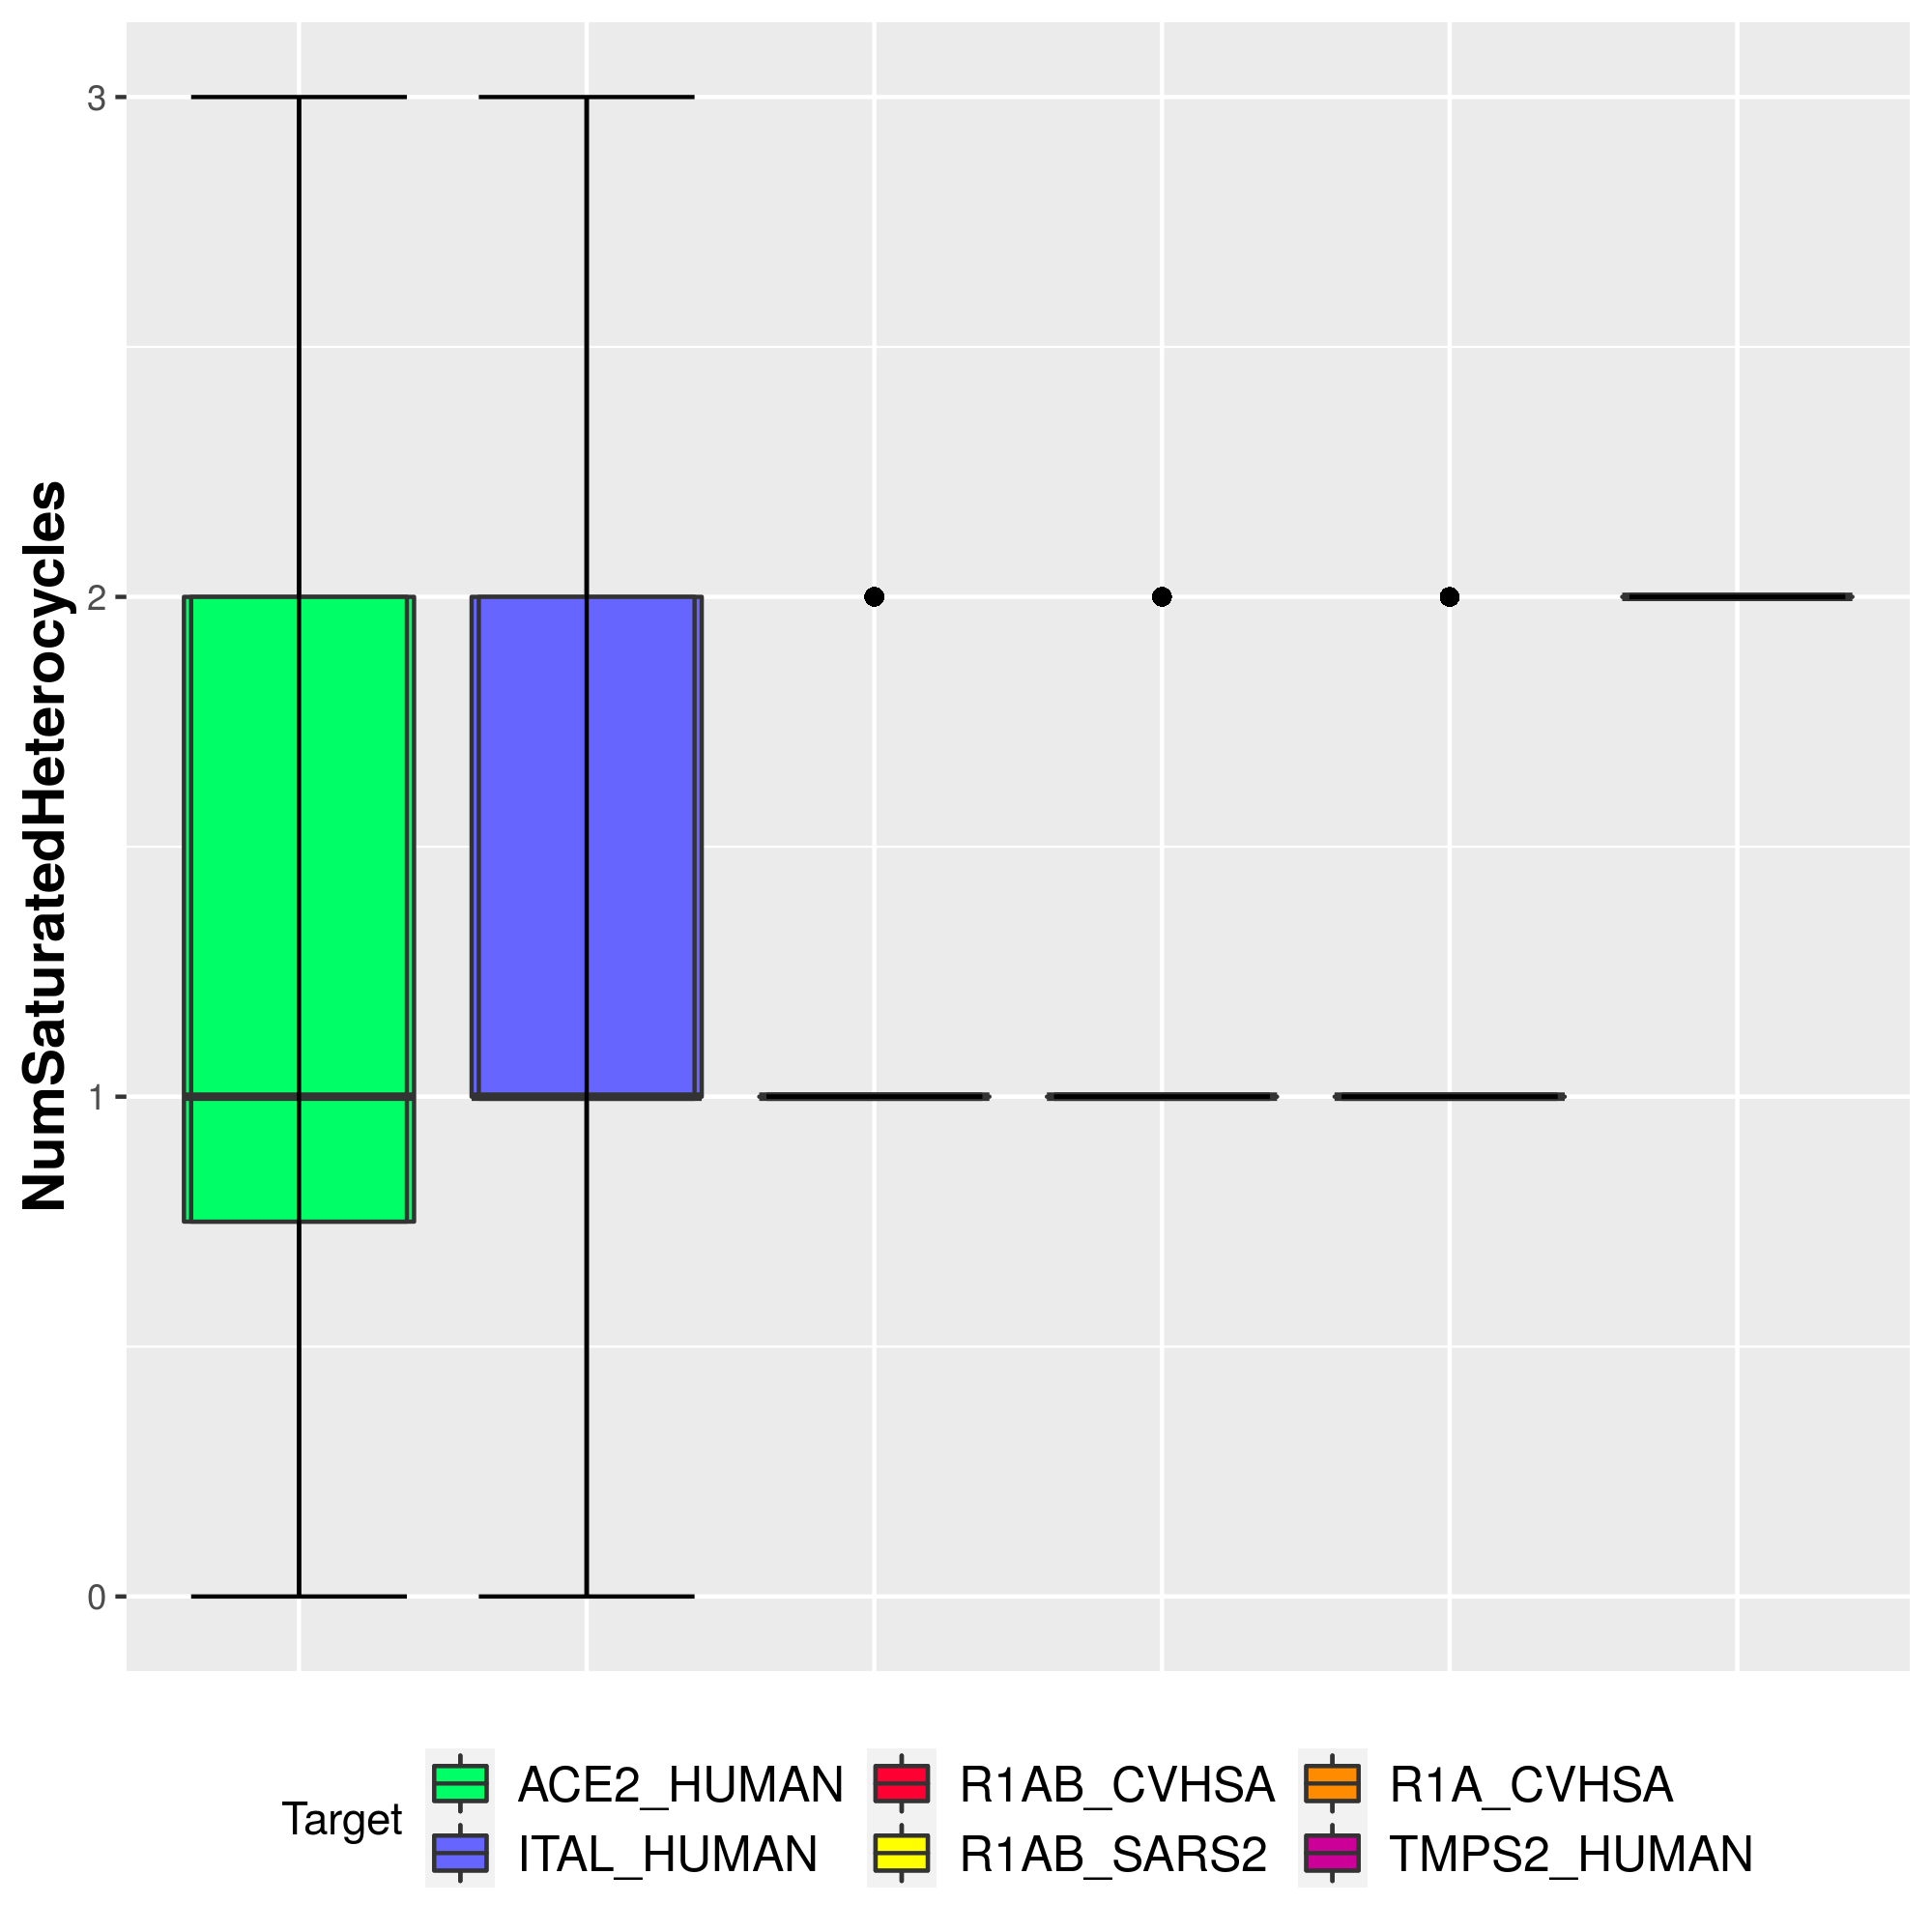 NumSaturatedHeterocycles
3
2
1
0
Target
ACE2_HUMAN R1AB_CVHSA R1A_CVHSA
ITAL_HUMAN R1AB_SARS2 TMPS2_HUMAN